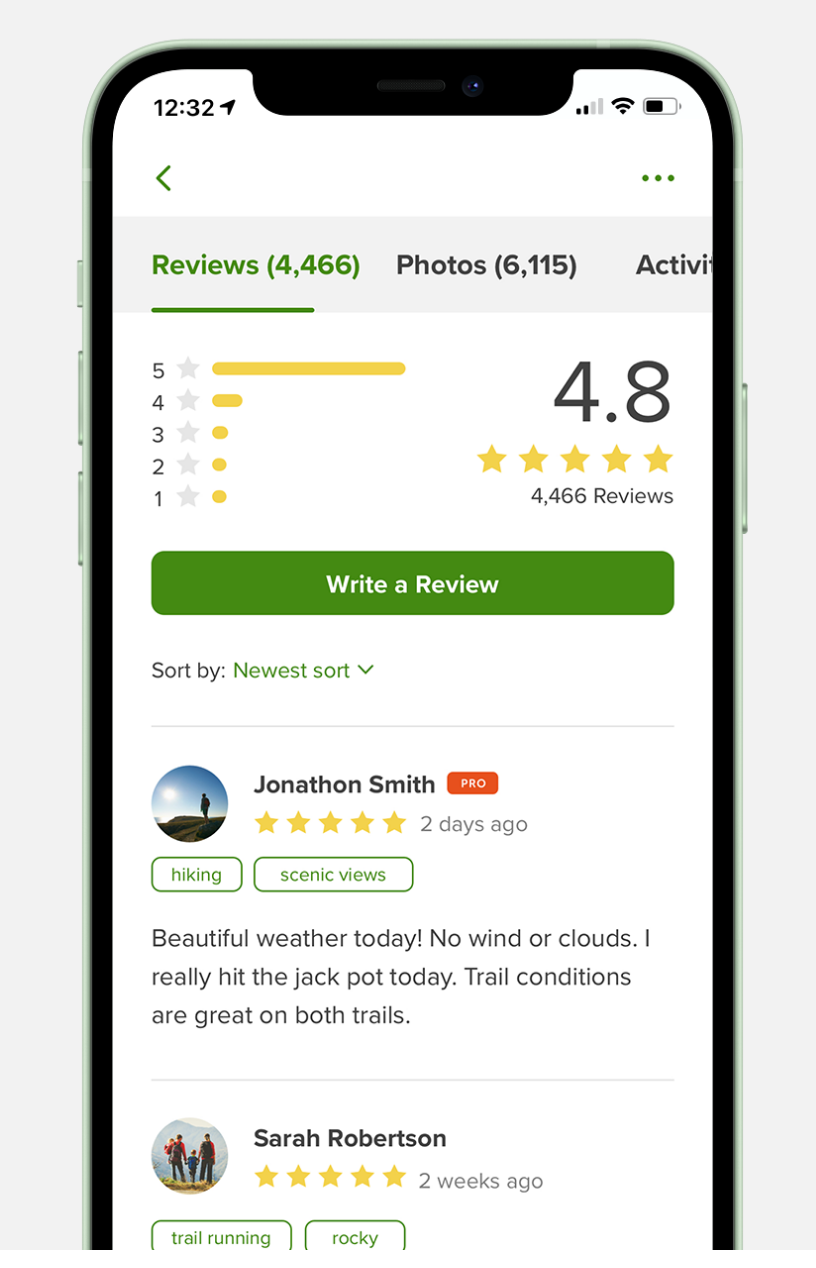 12:32
Reviews (4,466) Photos (6,115) Activit
5
4
3
2
1
4.8
4,466 Reviews
Write a Review
Sort by: Newest sort
Jonathon Smith PRO
2 days ago
hiking scenic views
Beautiful weather today! No wind or clouds. I
really hit the jack pot today. Trail conditions
are great on both trails.
Sarah Robertson
2 weeks ago
trail running rocky